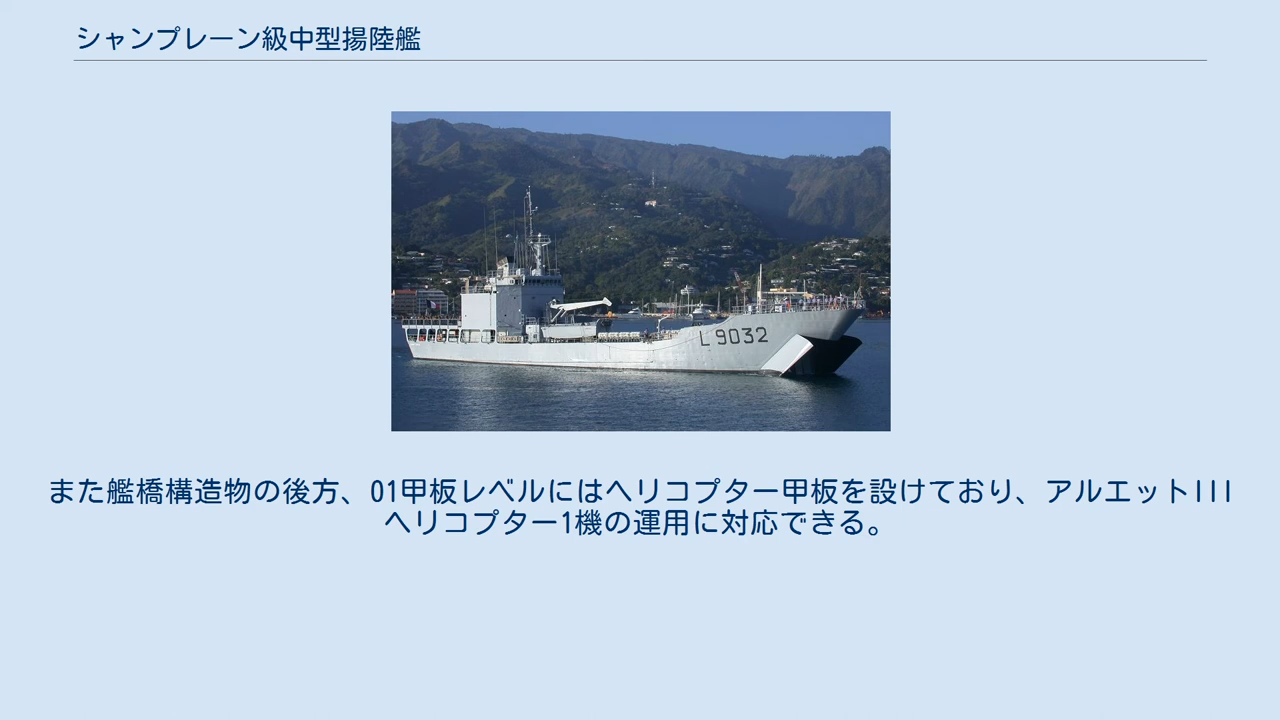 シャンプレーン級中型揚陸艦
L 9032
また艦橋構造物の後方、01甲板レベルにはヘリコプター甲板を設けており、アルエットIII
ヘリコプター1機の運用に対応できる。